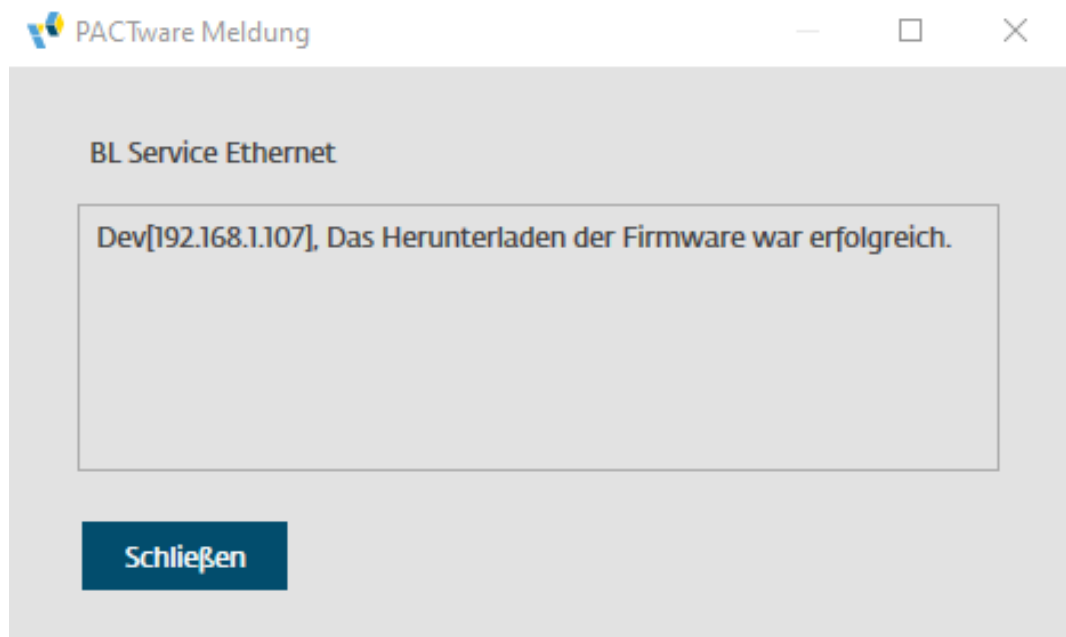 PACTware Meldung
BL Service Ethernet
Dev[192.168.1.107], Das Herunterladen der Firmware war erfolgreich.
Schließen